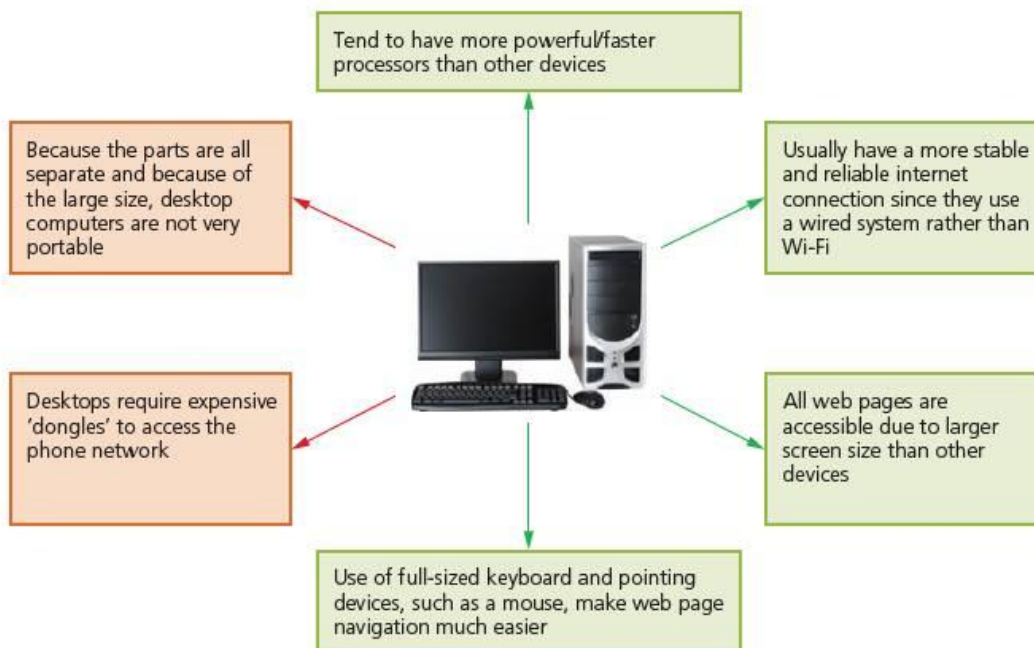 Tend to have more powerful/faster
processors than other devices
Because the parts are all
separate and because of
the large size, desktop
computers are not very
portable
Usually have a more stable
and reliable internet
connection since they use
a wired system rather than
Wi-Fi
Desktops require expensive
‘dongles’ to access the
phone network
All web pages are
accessible due to larger
screen size than other
devices
Use of full-sized keyboard and pointing
devices, such as a mouse, make web page
navigation much easier